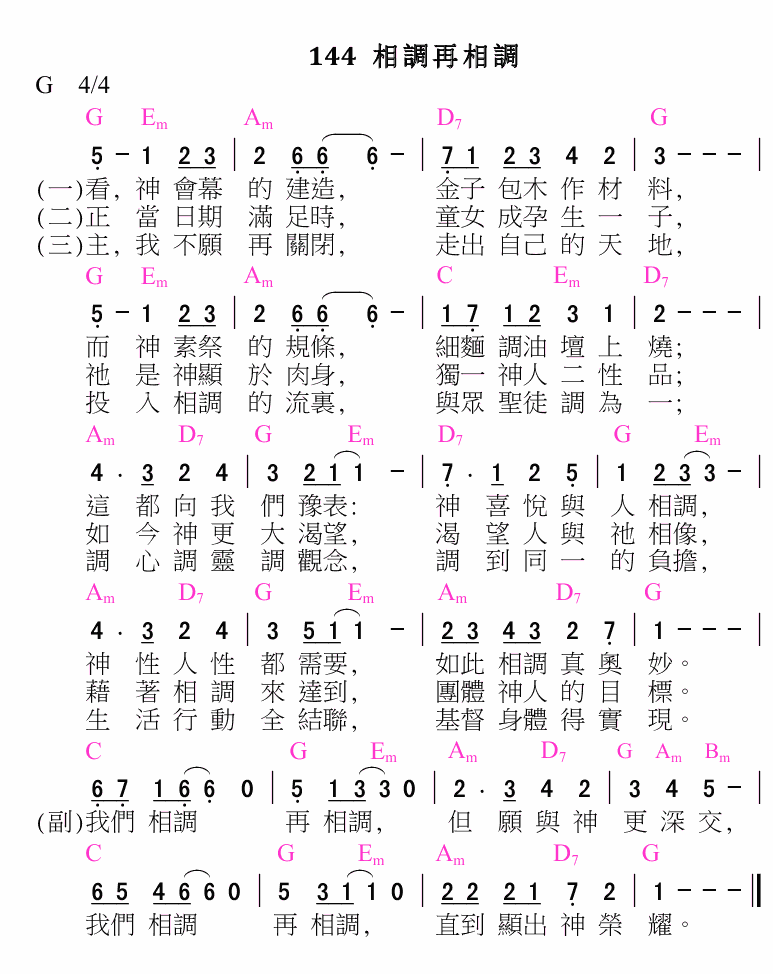 144 相調再相調
G 4/4
G Em Am D7 G
5 - 1 2 3 | 2 6 6 6 - | 7 1 2 3 4 2 | 3 - - - |
(一)看, 神 會幕 的 建造, 金子 包木 作 材 料,
(二)正 當 日期 滿 足時, 童女 成孕 生 一 子,
(三)主, 我 不願 再 關閉, 走出 自己 的 天 地,
G Em Am C Em D7
5 - 1 2 3 | 2 6 6 6 - | 1 7 1 2 3 1 | 2 - - - |
而 神 素祭 的 規條, 細麵 調油 壇 上 燒;
祂 是 神顯 於 肉身, 獨一 神人 二 性 品;
投 入 相調 的 流裏, 與眾 聖徒 調 為 一;
Am D7 G Em D7 G Em
4 . 3 2 4 | 3 2 1 1 - | 7 . 1 2 5 | 1 2 3 3 - |
這 都 向 我 們 豫表: 神 喜 悅 與 人 相調,
如 今 神 更 大 渴望, 渴 望 人 與 祂 相像,
調 心 調 靈 調 觀念, 調 到 同 一 的 負擔,
Am D7 G Em Am D7 G
4 . 3 2 4 | 3 5 1 1 - | 2 3 4 3 2 7 | 1 - - - |
神 性 人 性 都 需要, 如此 相調 真 奧 妙。
藉 著 相 調 來 達到, 團體 神人 的 目 標。
生 活 行 動 全 結聯, 基督 身體 得 實 現。
C G Em Am D7 G Am Bm
6 7 1 6 6 0 | 5 1 3 3 0 | 2 . 3 4 2 | 3 4 5 - |
(副)我們 相調 再 相調, 但 願 與 神 更 深 交,
C G Em Am D7 G
6 5 4 6 6 0 | 5 3 1 1 0 | 2 2 2 1 7 2 | 1 - - - ‖
我們 相調 再 相調, 直到 顯出 神 榮 耀。